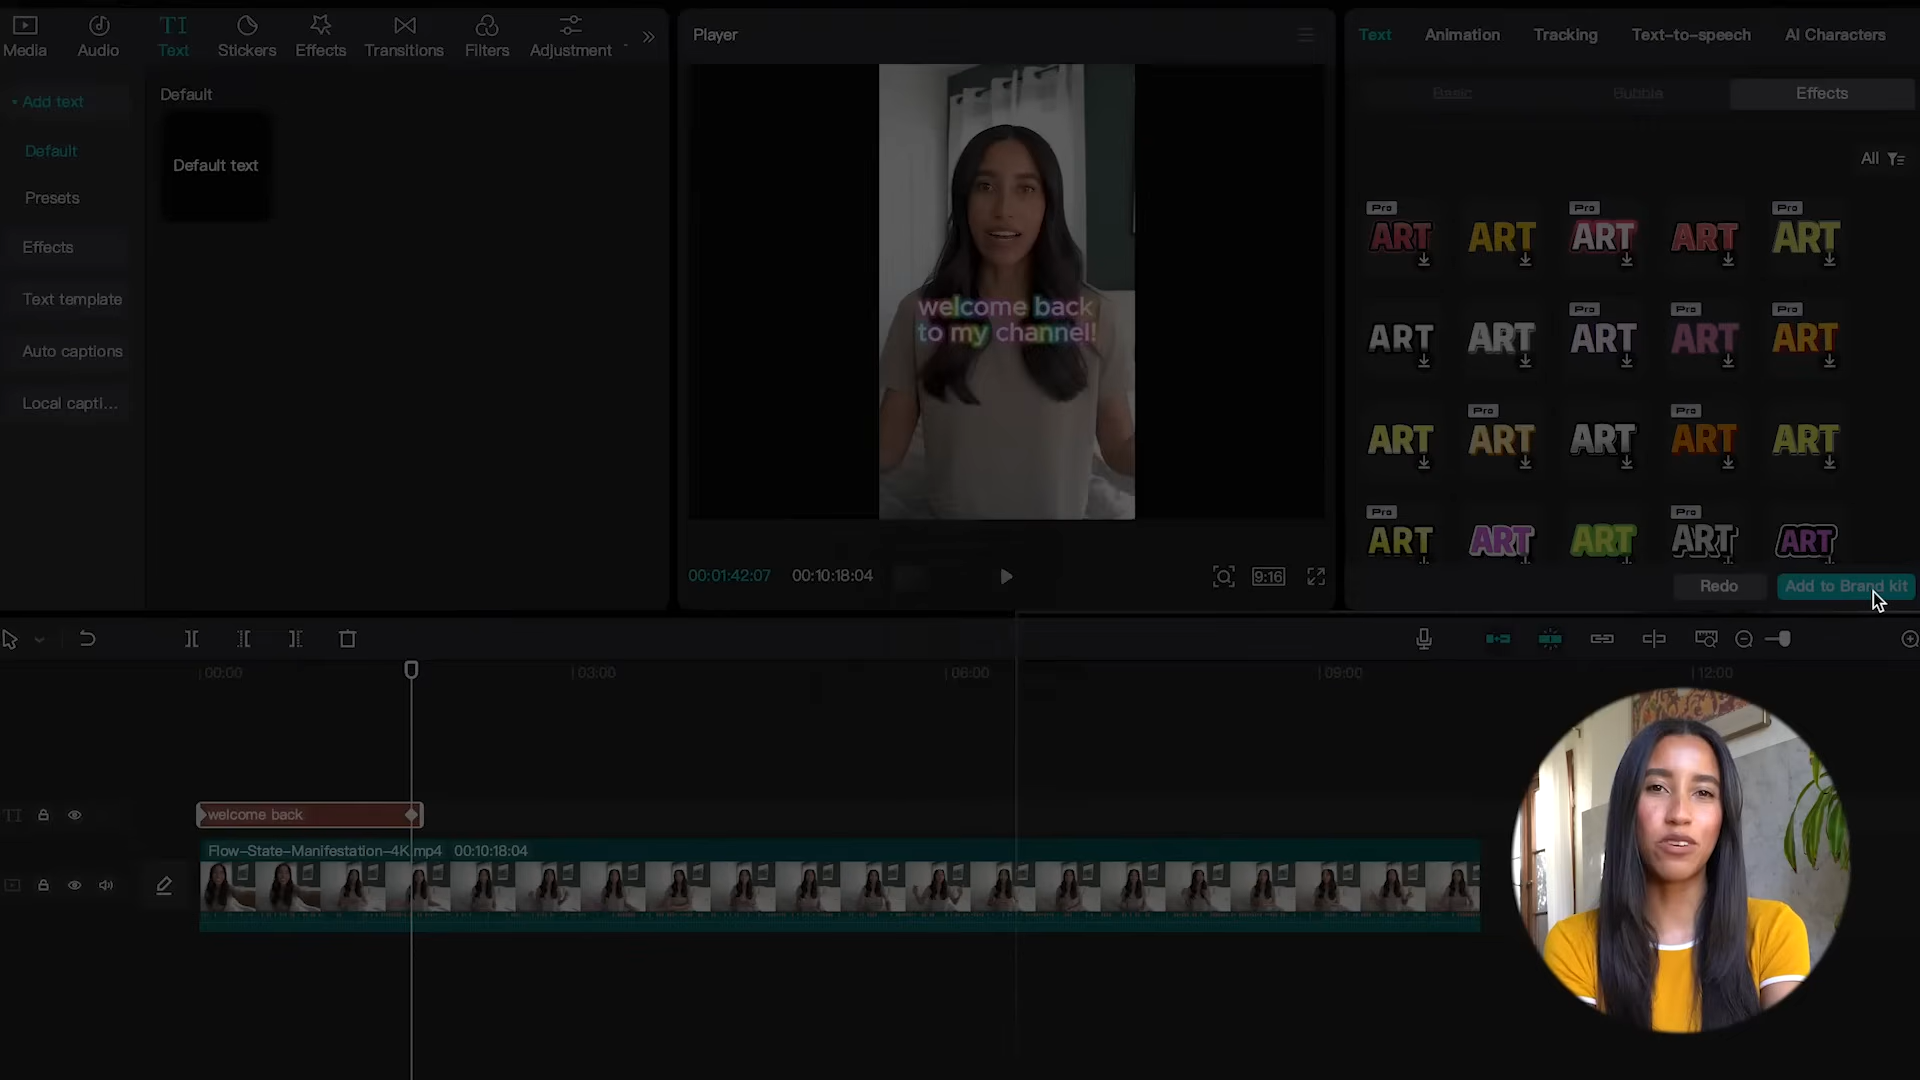 Media
Audio
TI
Text
Stickers
Effects
Transitions
Filters
Adjustment
Player
Text
Animation
Tracking
Text-to-speech
AI Characters
Add text
Default
Presets
Effects
Text template
Auto captions
Local capti...
Default
Default text
welcome back
to my channel!
00:01:42:07
00:10:18:04
9:16
Basic
Bubble
Effects
All
Pro
Pro
Pro
ART
ART
ART
ART
ART
Pro
Pro
Pro
ART
ART
ART
ART
ART
Pro
Pro
ART
ART
ART
ART
ART
Pro
Pro
ART
ART
ART
ART
ART
Redo
Add to Brand kit
00:00
03:00
06:00
09:00
12:00
TI
welcome back
Flow-State-Manifestation-4K.mp4 00:10:18:04